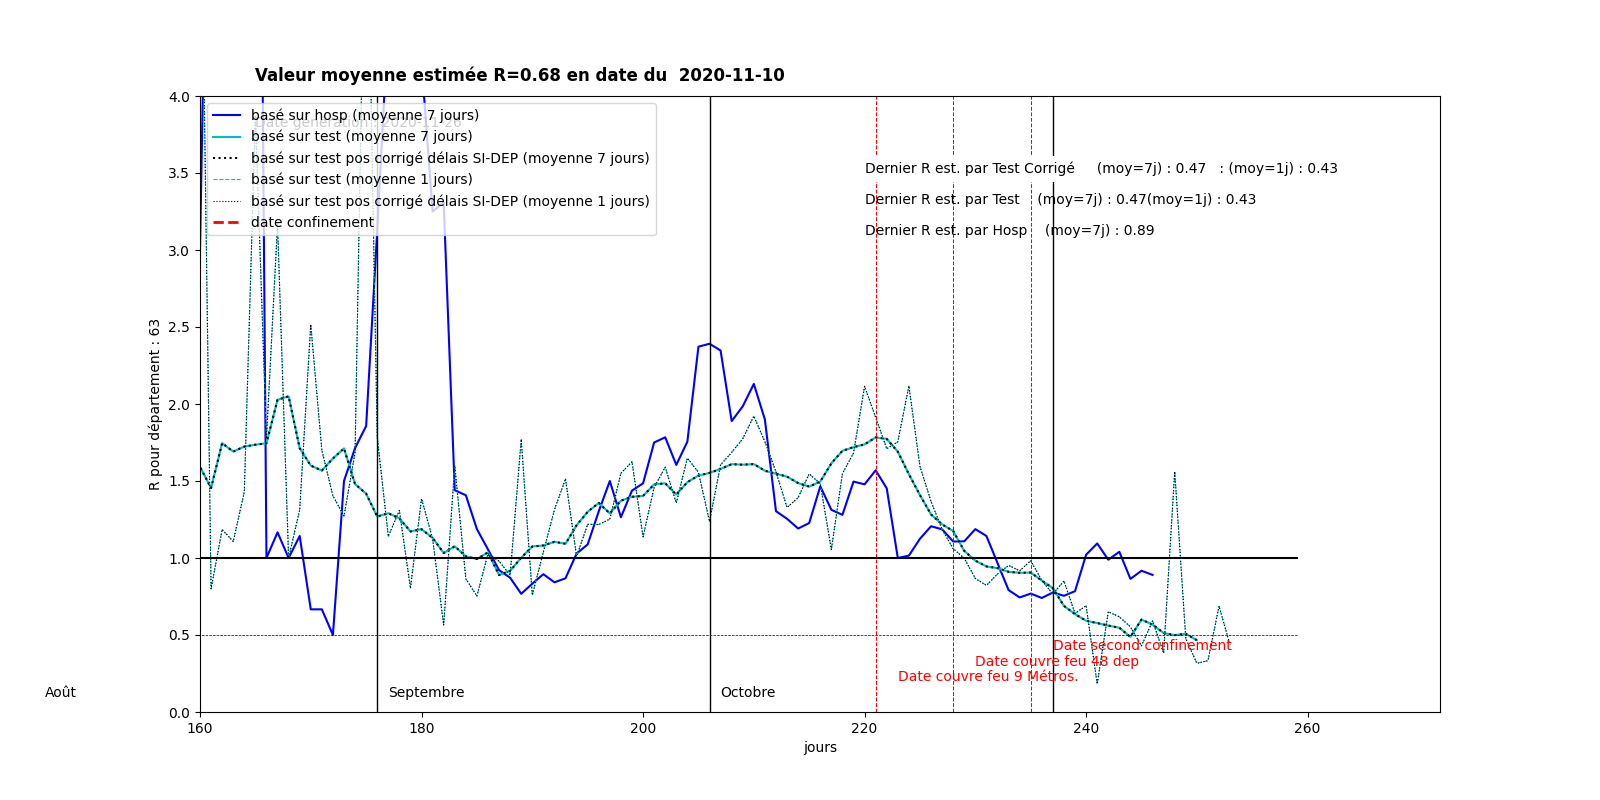 Valeur moyenne estimée R=0.68 en date du  2020-11-10
4.0
3.5
3.0
2.5
2.0
1.5
1.0
0.5
0.0
R pour département : 63
basé sur hosp (moyenne 7 jours)
basé sur test (moyenne 7 jours)
basé sur test pos corrigé délais SI-DEP (moyenne 7 jours)
basé sur test (moyenne 1 jours)
basé sur test pos corrigé délais SI-DEP (moyenne 1 jours)
date confinement
Dernier R est. par Test Corrigé     (moy=7j) : 0.47   : (moy=1j) : 0.43
Dernier R est. par Test    (moy=7j) : 0.47(moy=1j) : 0.43
Dernier R est. par Hosp    (moy=7j) : 0.89
Date second confinement
Date couvre feu 48 dep
Date couvre feu 9 Métros.
Août
Septembre
Octobre
160 180 200 220 240 260
jours